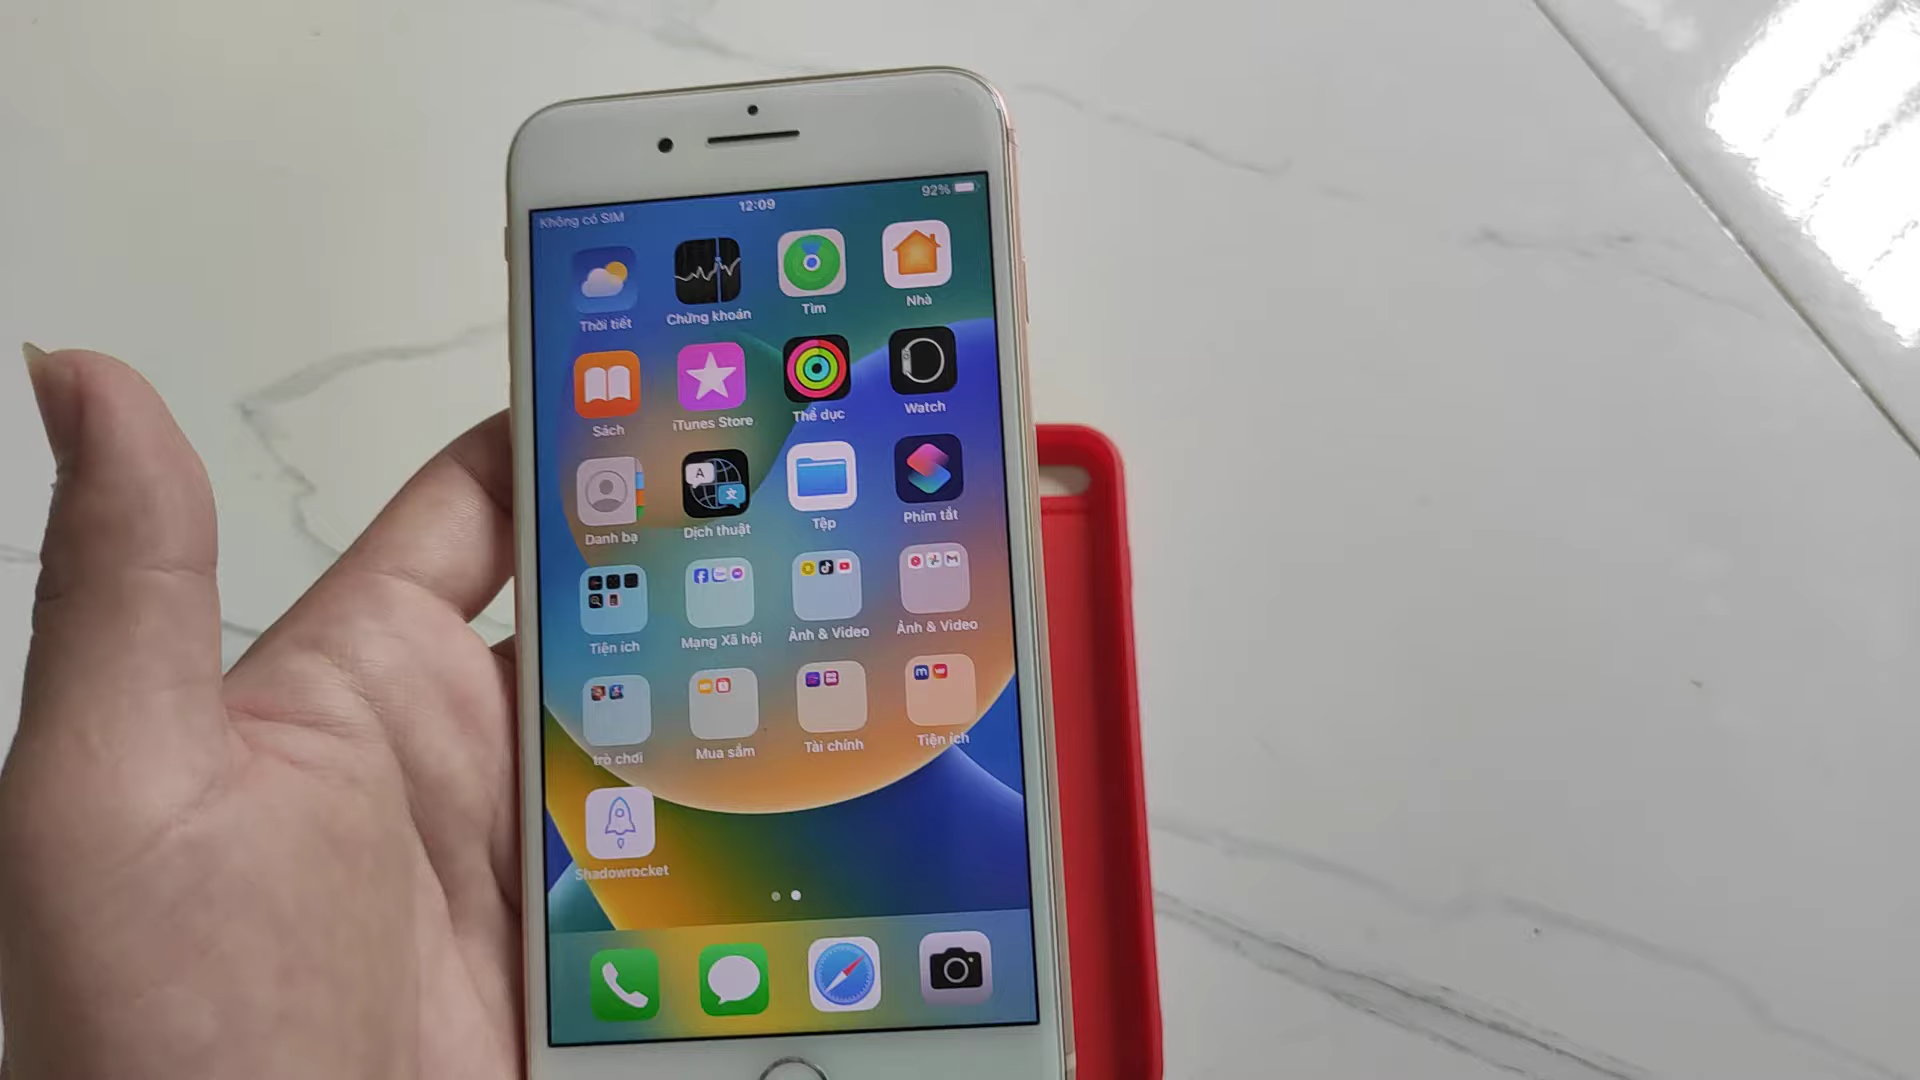 Không có SIM 12:09 92%
Thời tiết Chứng khoán Tìm Nhà
Sách iTunes Store Thể dục Watch
Danh bạ Dịch thuật Tệp Phím tắt
Tiện ích Mạng Xã hội Ảnh & Video Ảnh & Video
Trò chơi Mua sắm Tài chính Tiện ích
Shadowrocket